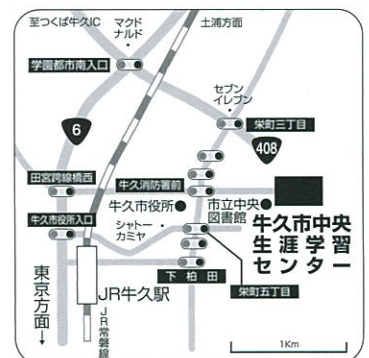 至つくば牛久IC
マクド
ナルド
土浦方面
学園都市南入口
セブン
イレブン
6
栄町三丁目
408
田宮跨線橋西
牛久消防署前
牛久市役所
市立中央
図書館
牛久市役所入口
シャトー
カミヤ
牛久市中央
生涯学習
センター
下柏田
栄町五丁目
東京方面
JR牛久駅
JR常磐線
1Km